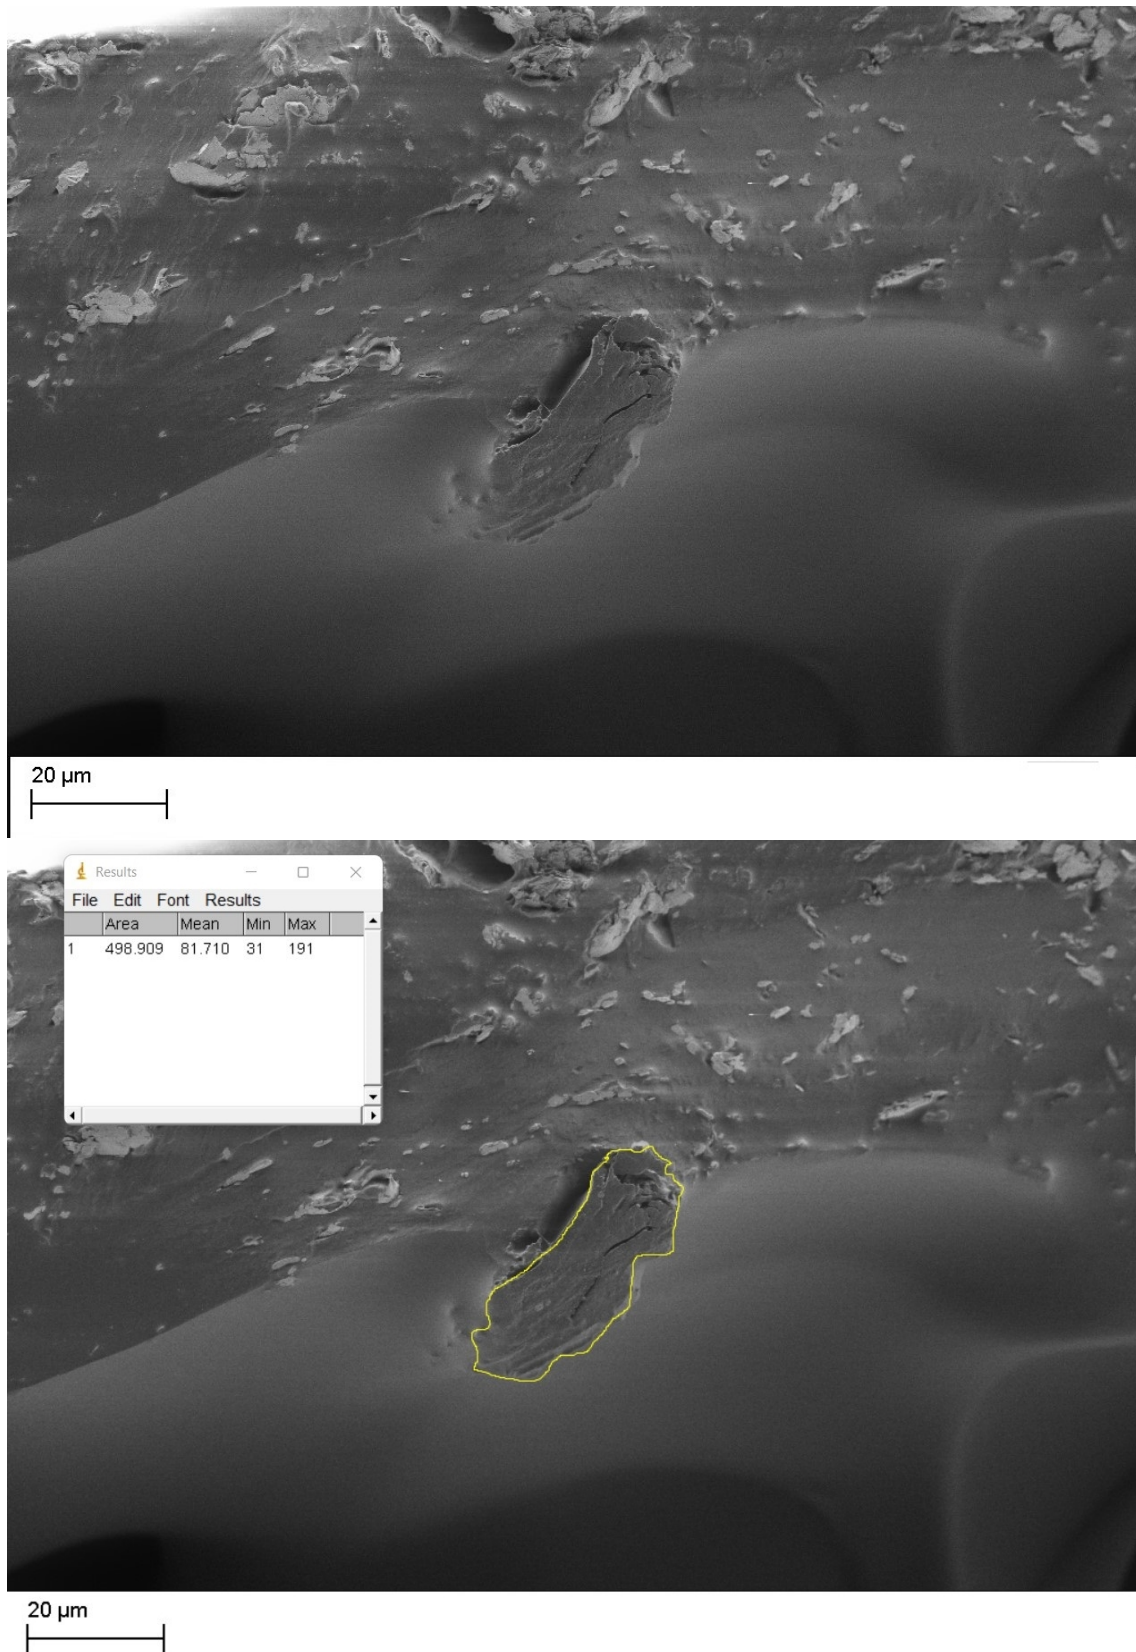 20 µm
Results
File Edit Font Results
Area Mean Min Max
1 498.909 81.710 31 191
20 µm